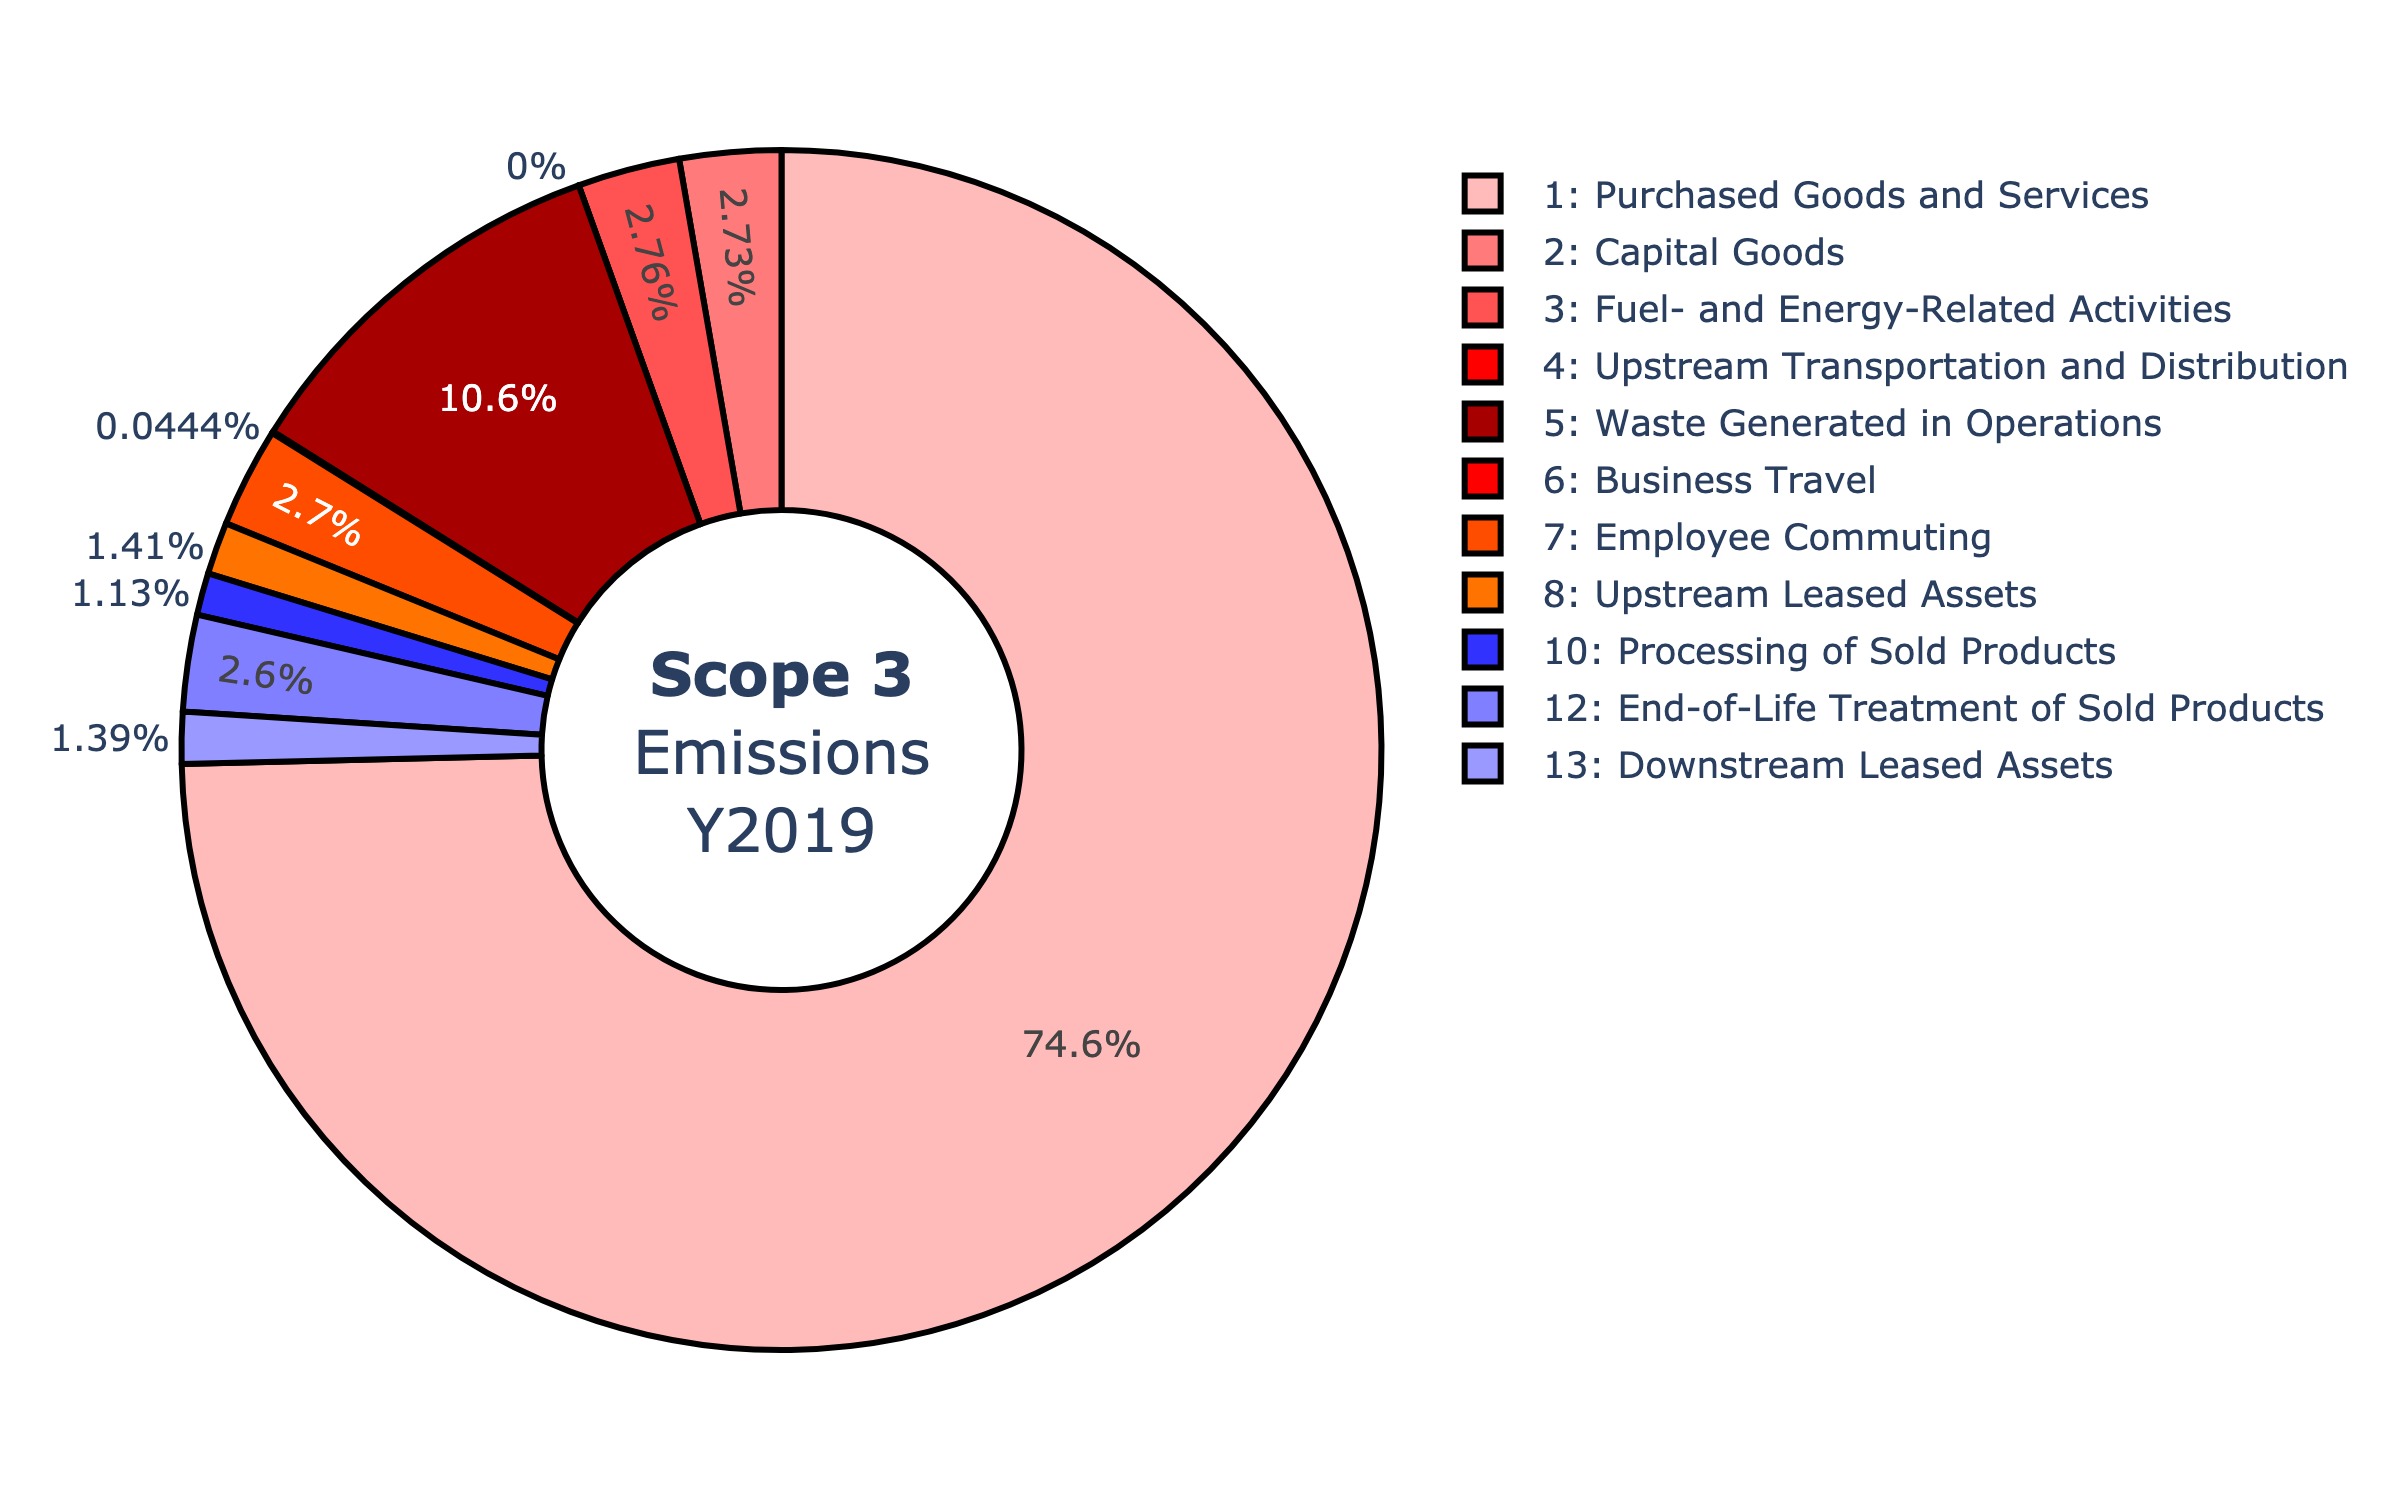 0%
2.76%
2.73%
10.6%
0.0444%
2.7%
1.41%
1.13%
2.6%
1.39%
74.6%
Scope 3
Emissions
Y2019
1: Purchased Goods and Services
2: Capital Goods
3: Fuel- and Energy-Related Activities
4: Upstream Transportation and Distribution
5: Waste Generated in Operations
6: Business Travel
7: Employee Commuting
8: Upstream Leased Assets
10: Processing of Sold Products
12: End-of-Life Treatment of Sold Products
13: Downstream Leased Assets